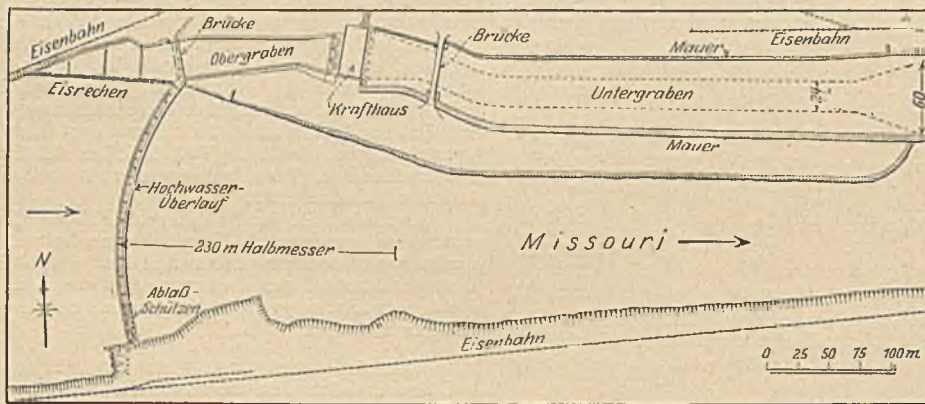 Eisenbahn
Brücke
Obergraben
Brücke
Mauer
Eisenbahn
Eisrechen
Krafthaus
Untergraben
24
60
Mauer
Hochwasser-
Überlauf
230 m Halbmesser
Missouri
N
Ablaß-
Schützen
Eisenbahn
0 25 50 75 100 m